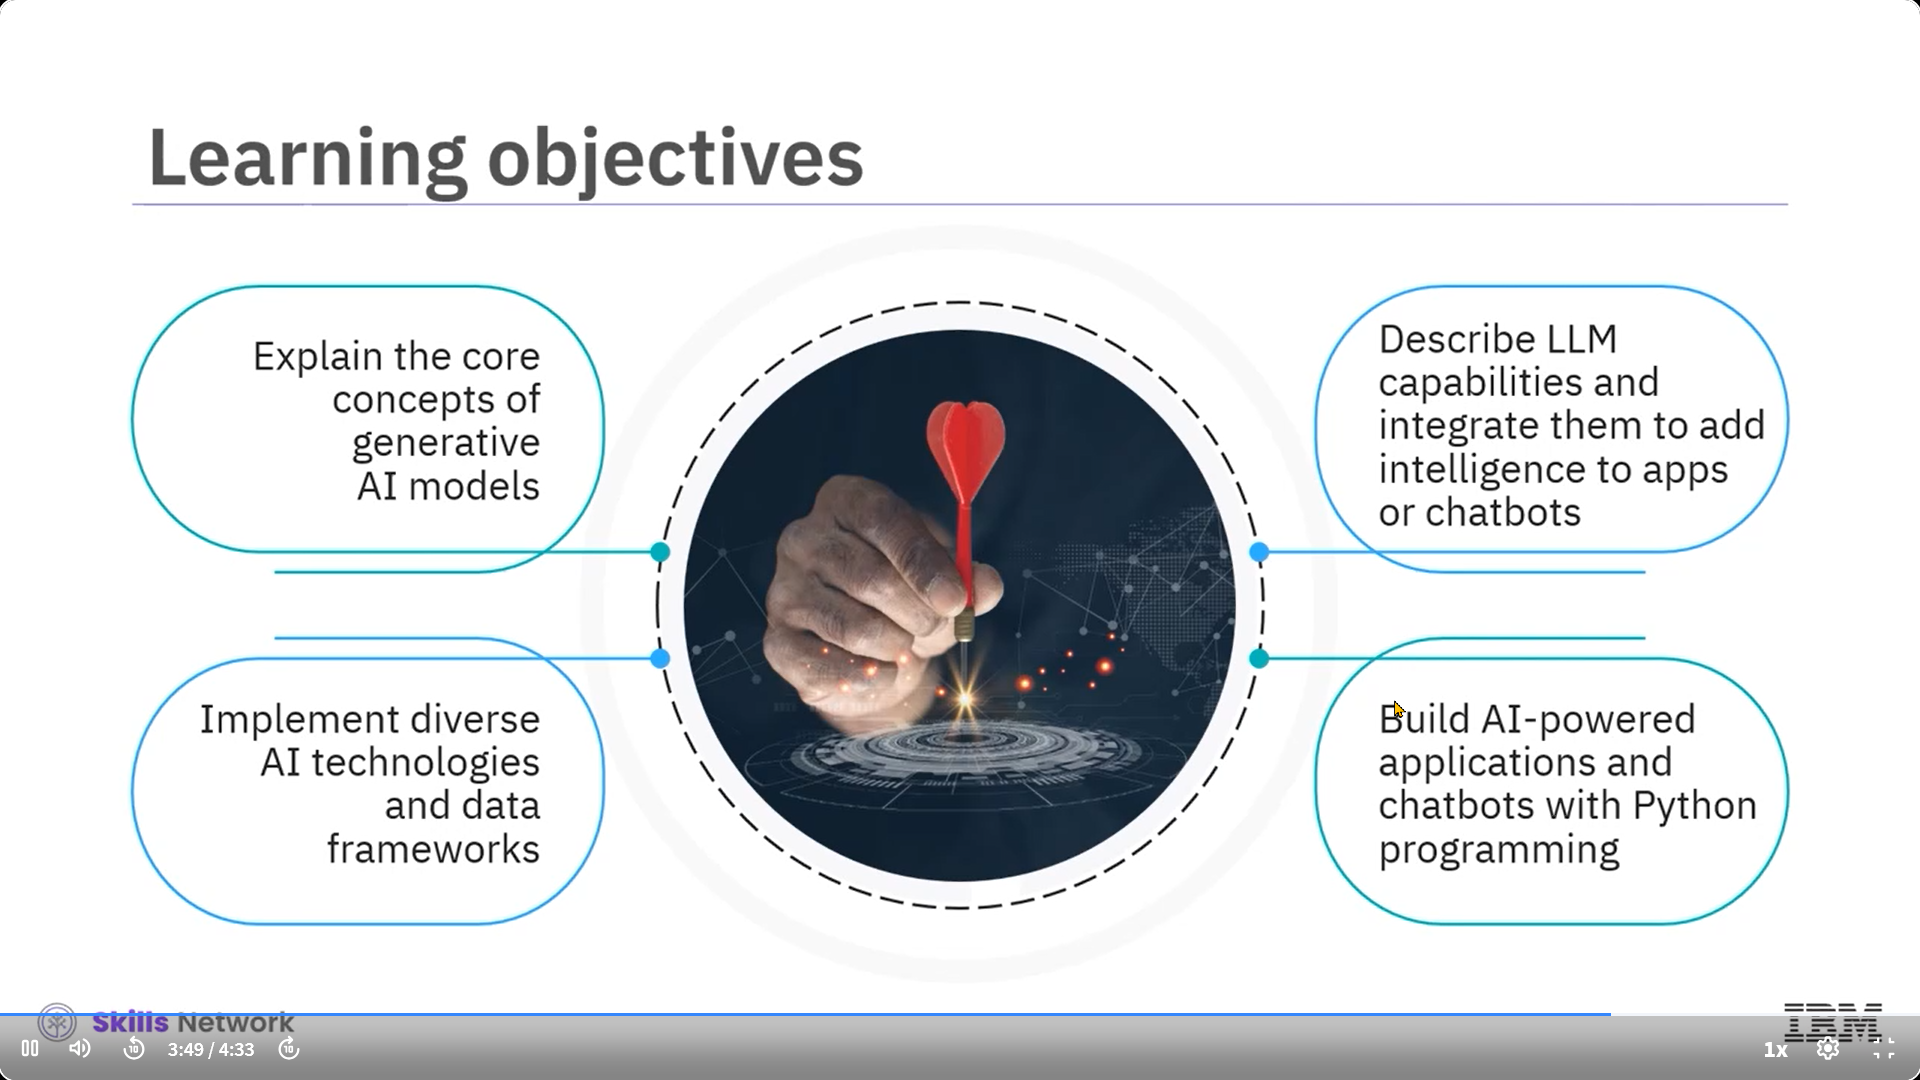 Learning objectives
Explain the core
concepts of
generative
AI models
Describe LLM
capabilities and
integrate them to add
intelligence to apps
or chatbots
Implement diverse
AI technologies
and data
frameworks
Build AI-powered
applications and
chatbots with Python
programming
Skills Network
IBM
10
3:49 / 4:33
10
1x